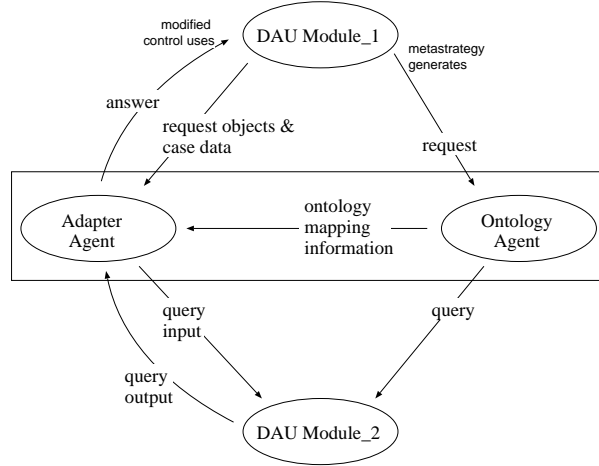 modified
control uses
DAU Module_1
metastrategy
generates
answer
request objects &
case data
request
Adapter
Agent
ontology
mapping
information
Ontology
Agent
query
input
query
query
output
DAU Module_2